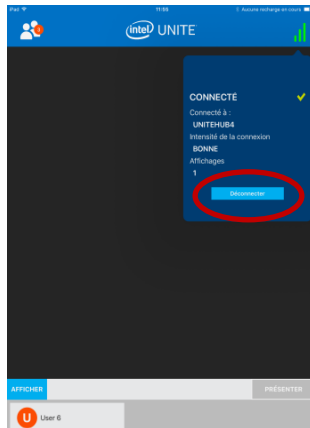 iPad 11:55 Aucune recharge en cours
1
intel UNITE
CONNECTÉ
Connecté à :
UNITEHUB4
Intensité de la connexion
BONNE
Affichages
1
Déconnecter
AFFICHER PRÉSENTER
U User 6